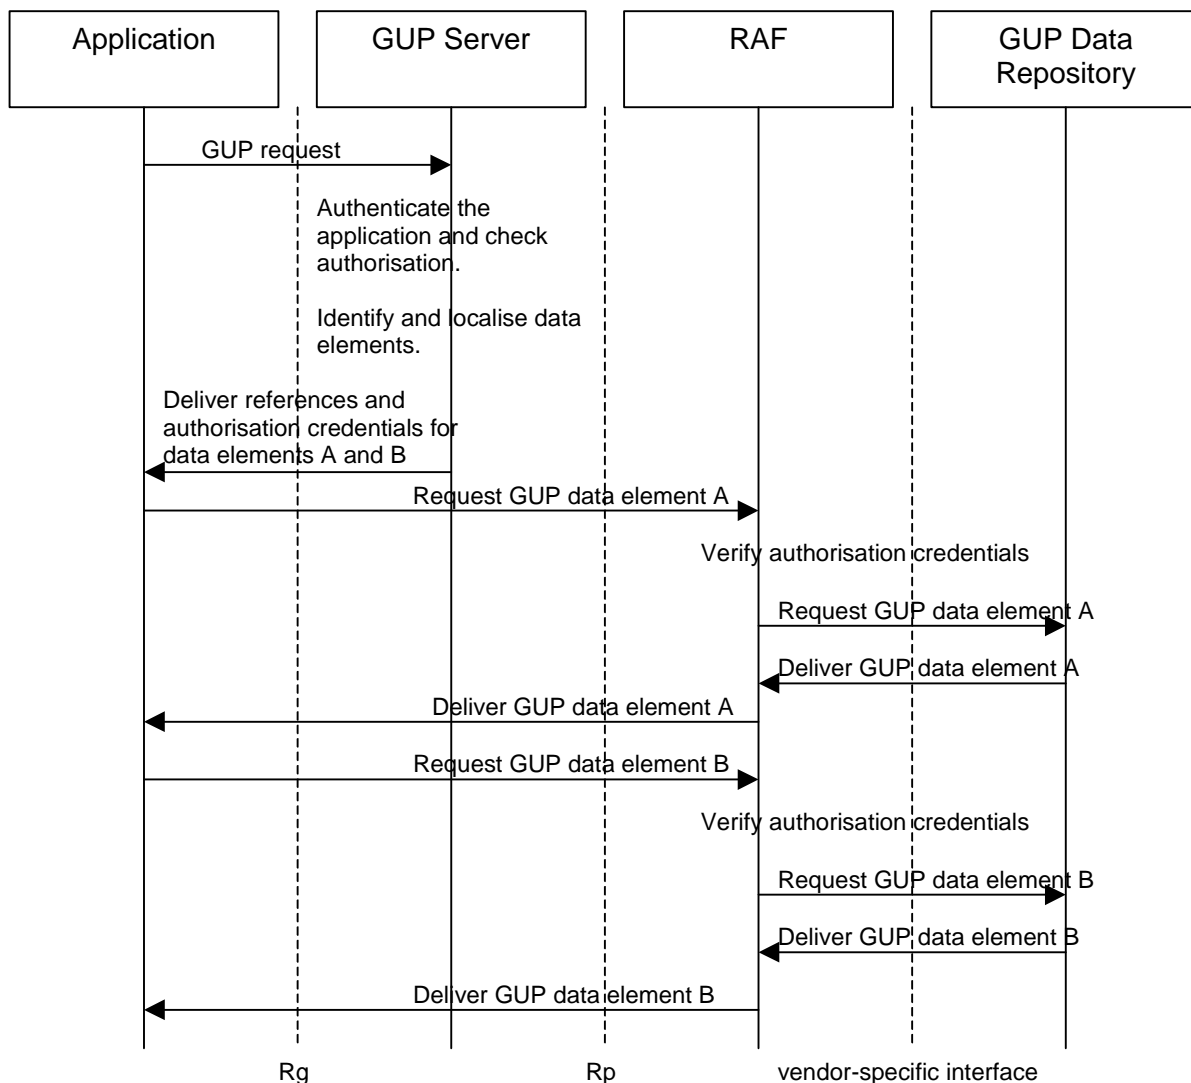 Application
GUP Server
RAF
GUP Data
Repository
GUP request
Authenticate the
application and check
authorisation.
Identify and localise data
elements.
Deliver references and
authorisation credentials for
data elements A and B
Request GUP data element A
Verify authorisation credentials
Request GUP data element A
Deliver GUP data element A
Deliver GUP data element A
Request GUP data element B
Verify authorisation credentials
Request GUP data element B
Deliver GUP data element B
Deliver GUP data element B
Rg
Rp
vendor-specific interface